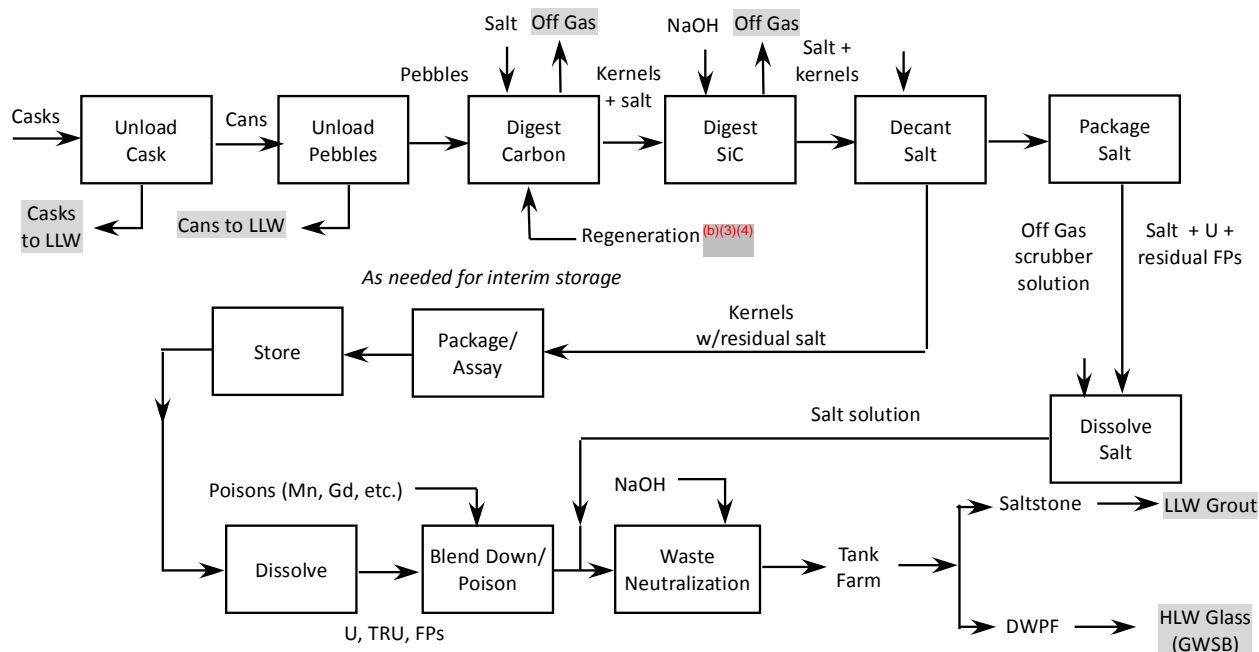 Salt
Off Gas
NaOH
Off Gas
Salt +
kernels
Pebbles
Kernels
+ salt
Casks
Cans
Unload
Cask
Unload
Pebbles
Digest
Carbon
Digest
SiC
Decant
Salt
Package
Salt
Casks
to LLW
Cans to LLW
Regeneration (b)(3)(4)
Off Gas
scrubber
solution
Salt + U +
residual FPs
As needed for interim storage
Kernels
w/residual salt
Store
Package/
Assay
Salt solution
Dissolve
Salt
Poisons (Mn, Gd, etc.)
NaOH
Saltstone
LLW Grout
Dissolve
Blend Down/
Poison
Waste
Neutralization
Tank
Farm
U, TRU, FPs
DWPF
HLW Glass
(GWSB)